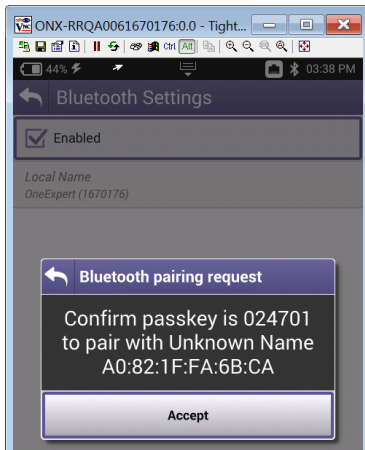 ONX-RRQA0061670176:0.0 - Tight...
Ctrl Alt
44% 03:38 PM
Bluetooth Settings
Enabled
Local Name
OneExpert (1670176)
Bluetooth pairing request
Confirm passkey is 024701
to pair with Unknown Name
A0:82:1F:FA:6B:CA
Accept